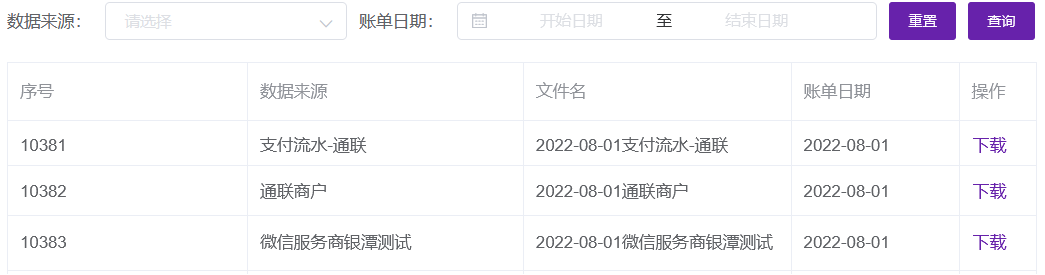 数据来源： 请选择 账单日期： 开始日期 至 结束日期 重置 查询
序号 数据来源 文件名 账单日期 操作
10381 支付流水-通联 2022-08-01支付流水-通联 2022-08-01 下载
10382 通联商户 2022-08-01通联商户 2022-08-01 下载
10383 微信服务商银潭测试 2022-08-01微信服务商银潭测试 2022-08-01 下载